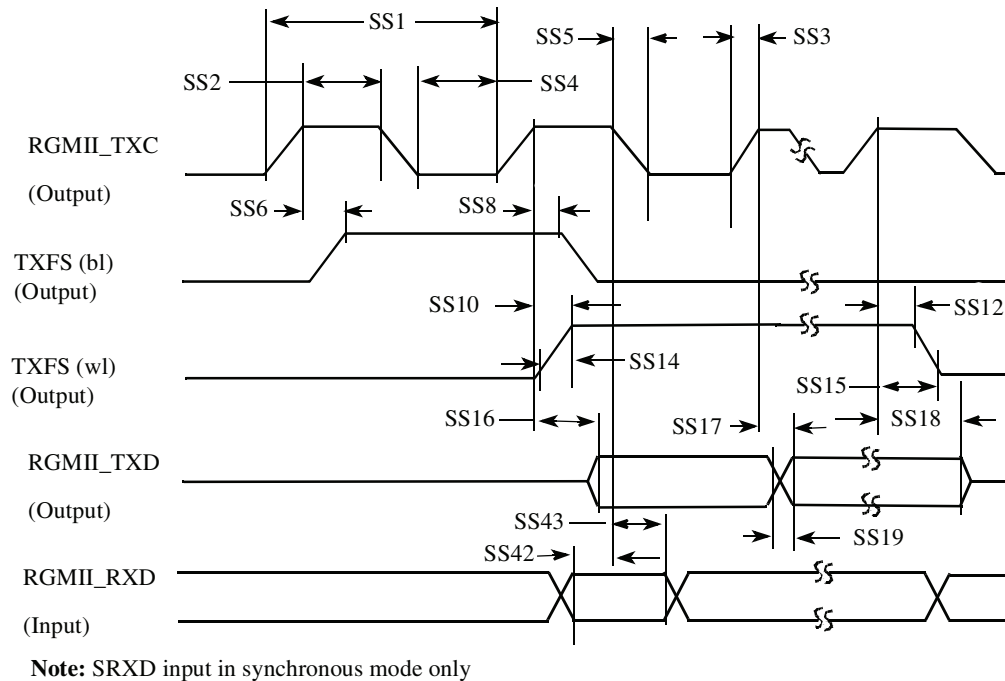 SS1
SS5
SS3
SS2
SS4
RGMII_TXC
(Output)
SS6
SS8
TXFS (bl)
(Output)
SS10
SS12
TXFS (wl)
(Output)
SS14
SS15
SS16
SS17
SS18
RGMII_TXD
(Output)
SS43
SS19
SS42
RGMII_RXD
(Input)
Note: SRXD input in synchronous mode only